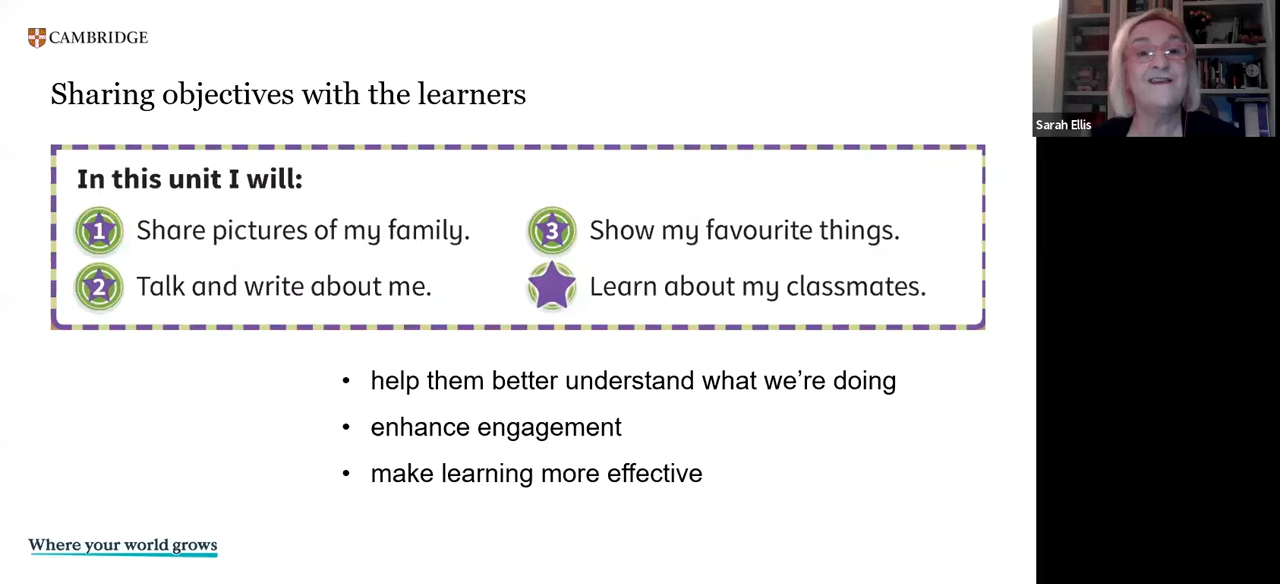 CAMBRIDGE
Sharing objectives with the learners
In this unit I will:
1 Share pictures of my family.
2 Talk and write about me.
3 Show my favourite things.
Learn about my classmates.
• help them better understand what we're doing
• enhance engagement
• make learning more effective
Where your world grows
Sarah Ellis